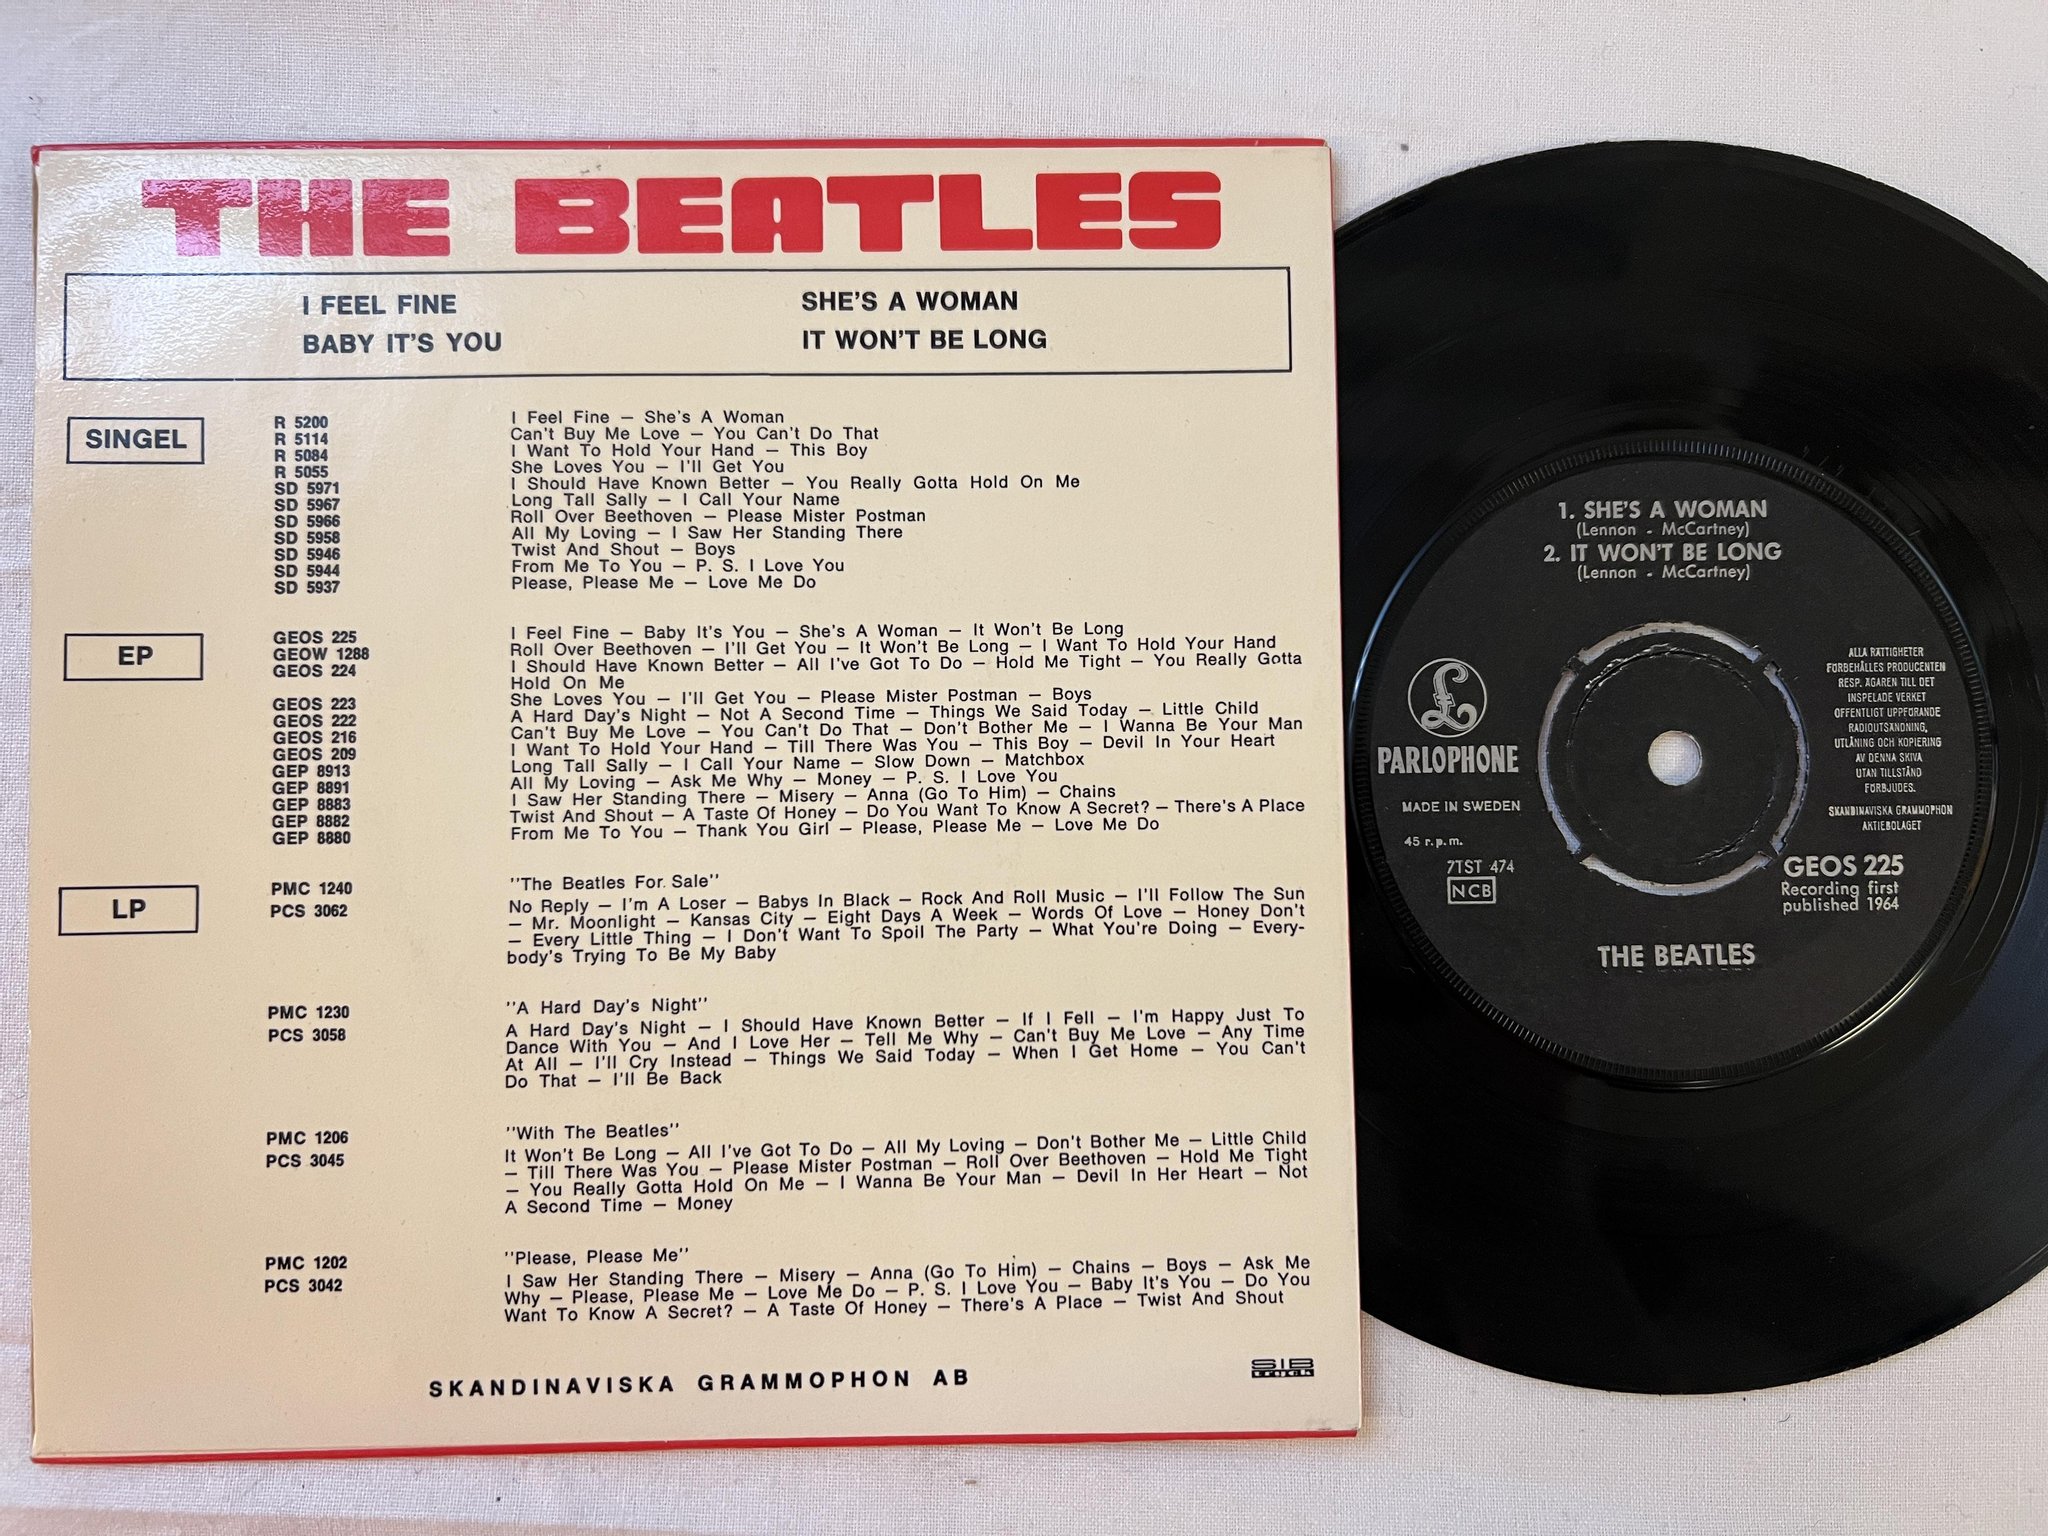 THE BEATLES
I FEEL FINE
BABY IT'S YOU
SHE'S A WOMAN
IT WON'T BE LONG
SINGEL
R 5200 I Feel Fine — She's A Woman
R 5114 Can't Buy Me Love — You Can't Do That
R 5084 I Want To Hold Your Hand — This Boy
R 5055 She Loves You — I'll Get You
SD 5971 I Should Have Known Better — You Really Gotta Hold On Me
SD 5967 Long Tall Sally — I Call Your Name
SD 5966 Roll Over Beethoven — Please Mister Postman
SD 5958 All My Loving — I Saw Her Standing There
SD 5946 Twist And Shout — Boys
SD 5944 From Me To You — P. S. I Love You
SD 5937 Please, Please Me — Love Me Do
EP
GEOS 225 I Feel Fine — Baby It's You — She's A Woman — It Won't Be Long
GEOW 1288 Roll Over Beethoven — I'll Get You — It Won't Be Long — I Want To Hold Your Hand
GEOS 224 I Should Have Known Better — All I've Got To Do — Hold Me Tight — You Really Gotta
Hold On Me
GEOS 223 She Loves You — I'll Get You — Please Mister Postman — Boys
GEOS 222 A Hard Day's Night — Not A Second Time — Things We Said Today — Little Child
GEOS 216 Can't Buy Me Love — You Can't Do That — Don't Bother Me — I Wanna Be Your Man
GEOS 209 I Want To Hold Your Hand — Till There Was You — This Boy — Devil In Your Heart
GEP 8913 Long Tall Sally — I Call Your Name — Slow Down — Matchbox
GEP 8891 All My Loving — Ask Me Why — Money — P. S. I Love You
GEP 8883 I Saw Her Standing There — Misery — Anna (Go To Him) — Chains
GEP 8882 Twist And Shout — A Taste Of Honey — Do You Want To Know A Secret? — There's A Place
GEP 8880 From Me To You — Thank You Girl — Please, Please Me — Love Me Do
LP
PMC 1240 ''The Beatles For Sale''
PCS 3062 No Reply — I'm A Loser — Babys In Black — Rock And Roll Music — I'll Follow The Sun
— Mr. Moonlight — Kansas City — Eight Days A Week — Words Of Love — Honey Don't
— Every Little Thing — I Don't Want To Spoil The Party — What You're Doing — Every-
body's Trying To Be My Baby
PMC 1230 ''A Hard Day's Night''
PCS 3058 A Hard Day's Night — I Should Have Known Better — If I Fell — I'm Happy Just To
Dance With You — And I Love Her — Tell Me Why — Can't Buy Me Love — Any Time
At All — I'll Cry Instead — Things We Said Today — When I Get Home — You Can't
Do That — I'll Be Back
PMC 1206 ''With The Beatles''
PCS 3045 It Won't Be Long — All I've Got To Do — All My Loving — Don't Bother Me — Little Child
— Till There Was You — Please Mister Postman — Roll Over Beethoven — Hold Me Tight
— You Really Gotta Hold On Me — I Wanna Be Your Man — Devil In Her Heart — Not
A Second Time — Money
PMC 1202 ''Please, Please Me''
PCS 3042 I Saw Her Standing There — Misery — Anna (Go To Him) — Chains — Boys — Ask Me
Why — Please, Please Me — Love Me Do — P. S. I Love You — Baby It's You — Do You
Want To Know A Secret? — A Taste Of Honey — There's A Place — Twist And Shout
SKANDINAVISKA GRAMMOPHON AB
SIB
tryck
1. SHE'S A WOMAN
(Lennon - McCartney)
2. IT WON'T BE LONG
(Lennon - McCartney)
£
PARLOPHONE
MADE IN SWEDEN
45 r.p.m.
7TST 474
NCB
ALLA RÄTTIGHETER
FÖRBEHÅLLES PRODUCENTEN
RESP. ÄGAREN TILL DET
INSPELADE VERKET
OFFENTLIGT UPPFÖRANDE
RADIOUTSÄNDNING,
UTLÅNING OCH KOPIERING
AV DENNA SKIVA
UTAN TILLSTÅND
FÖRBJUDES.
SKANDINAVISKA GRAMMOPHON
AKTIEBOLAGET
GEOS 225
Recording first
published 1964
THE BEATLES